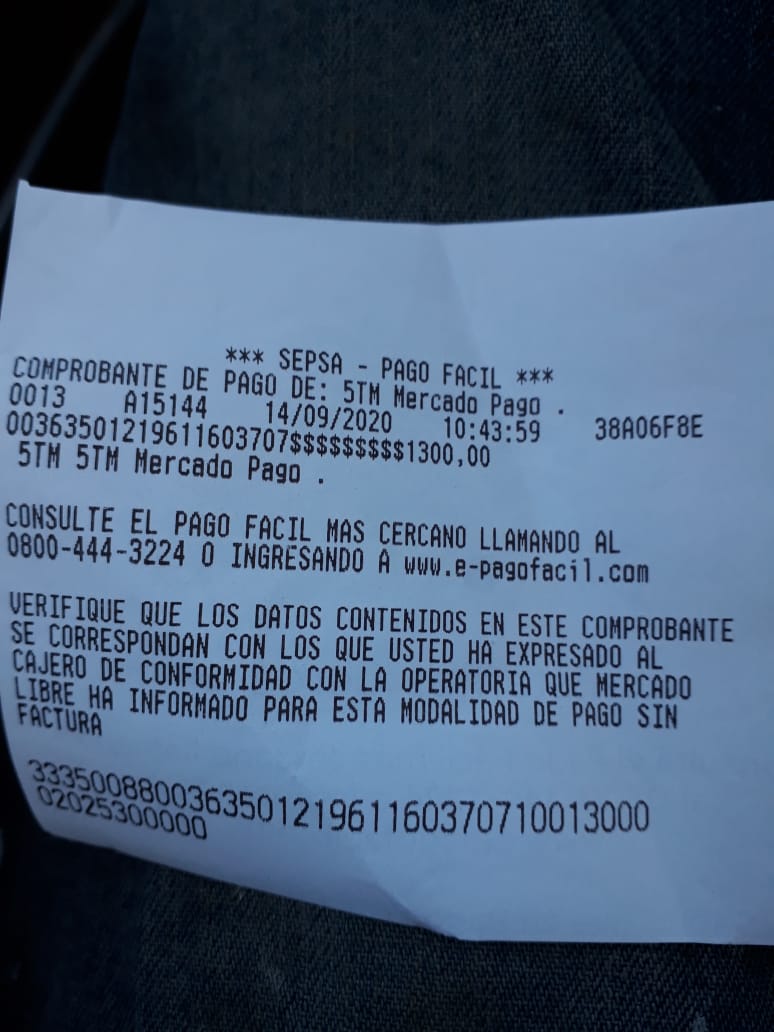 *** SEPSA - PAGO FACIL ***
COMPROBANTE DE PAGO DE: 5TM Mercado Pago .
0013 A15144 14/09/2020 10:43:59 38A06F8E
00363501219611603707$$$$$$$$$1300,00
5TM 5TM Mercado Pago .
CONSULTE EL PAGO FACIL MAS CERCANO LLAMANDO AL
0800-444-3224 O INGRESANDO A www.e-pagofacil.com
VERIFIQUE QUE LOS DATOS CONTENIDOS EN ESTE COMPROBANTE
SE CORRESPONDAN CON LOS QUE USTED HA EXPRESADO AL
CAJERO DE CONFORMIDAD CON LA OPERATORIA QUE MERCADO
LIBRE HA INFORMADO PARA ESTA MODALIDAD DE PAGO SIN
FACTURA
333500880036350121961160370710013000
02025300000